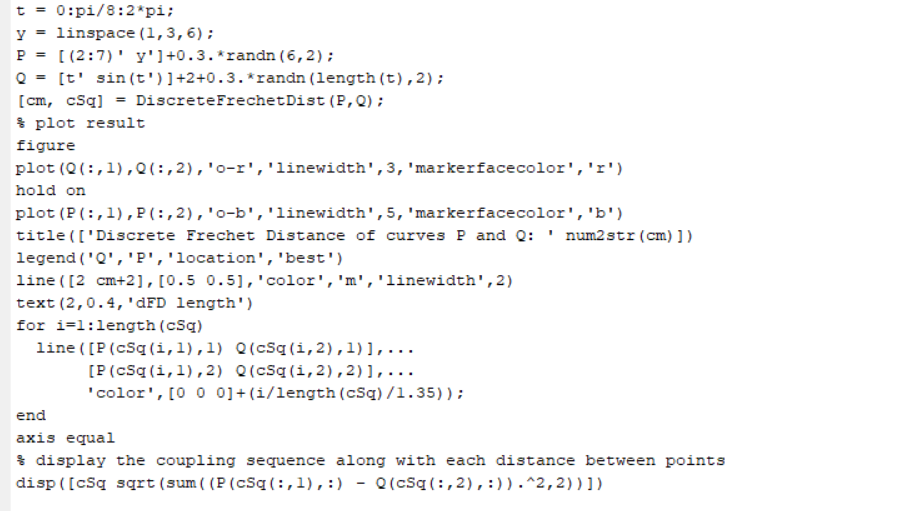 t = 0:pi/8:2*pi;
y = linspace(1,3,6);
P = [(2:7)' y']+0.3.*randn(6,2);
Q = [t' sin(t')]+2+0.3.*randn(length(t),2);
[cm, cSq] = DiscreteFrechetDist(P,Q);
% plot result
figure
plot(Q(:,1),Q(:,2),'o-r','linewidth',3,'markerfacecolor','r')
hold on
plot(P(:,1),P(:,2),'o-b','linewidth',5,'markerfacecolor','b')
title(['Discrete Frechet Distance of curves P and Q: ' num2str(cm)])
legend('Q','P','location','best')
line([2 cm+2],[0.5 0.5],'color','m','linewidth',2)
text(2,0.4,'dFD length')
for i=1:length(cSq)
  line([P(cSq(i,1),1) Q(cSq(i,2),1)],...
       [P(cSq(i,1),2) Q(cSq(i,2),2)],...
       'color',[0 0 0]+(i/length(cSq)/1.35));
end
axis equal
% display the coupling sequence along with each distance between points
disp([cSq sqrt(sum((P(cSq(:,1),:) - Q(cSq(:,2),:)).^2,2))])